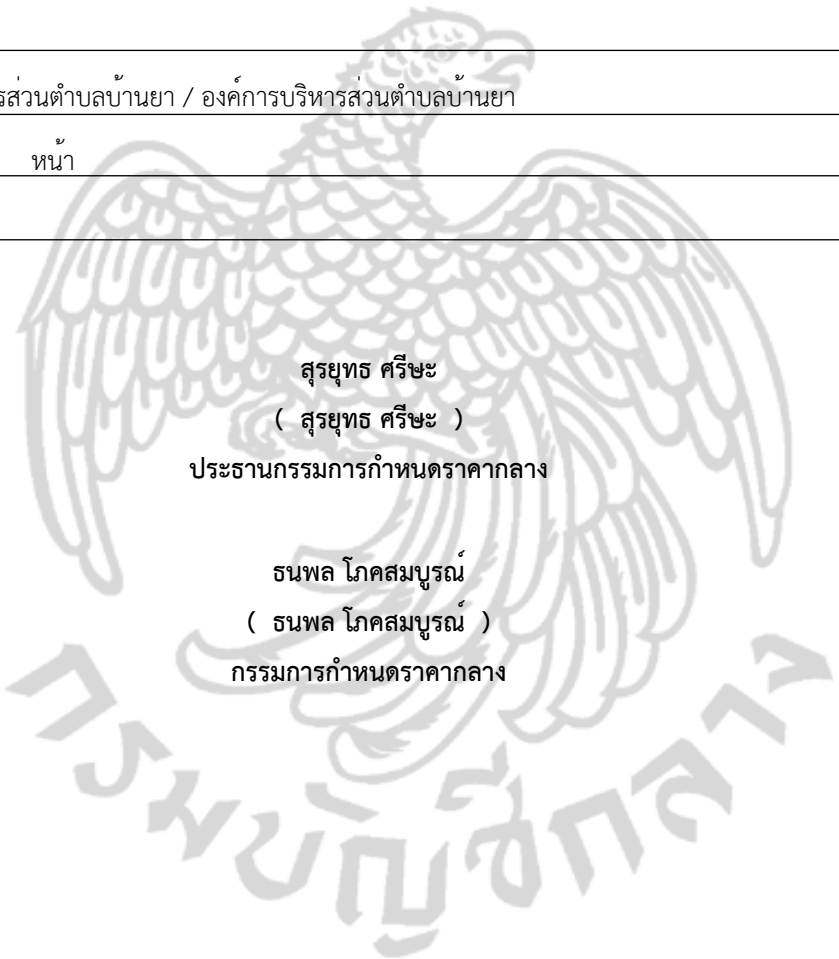 รส่วนตำบลบ้านยา / องค์การบริหารส่วนตำบลบ้านยา
หน้า
สุรยุทธ ศรีษะ
( สุรยุทธ ศรีษะ )
ประธานกรรมการกำหนดราคากลาง
ธนพล โภคสมบูรณ์
( ธนพล โภคสมบูรณ์ )
กรรมการกำหนดราคากลาง
กรมบัญชีกลาง